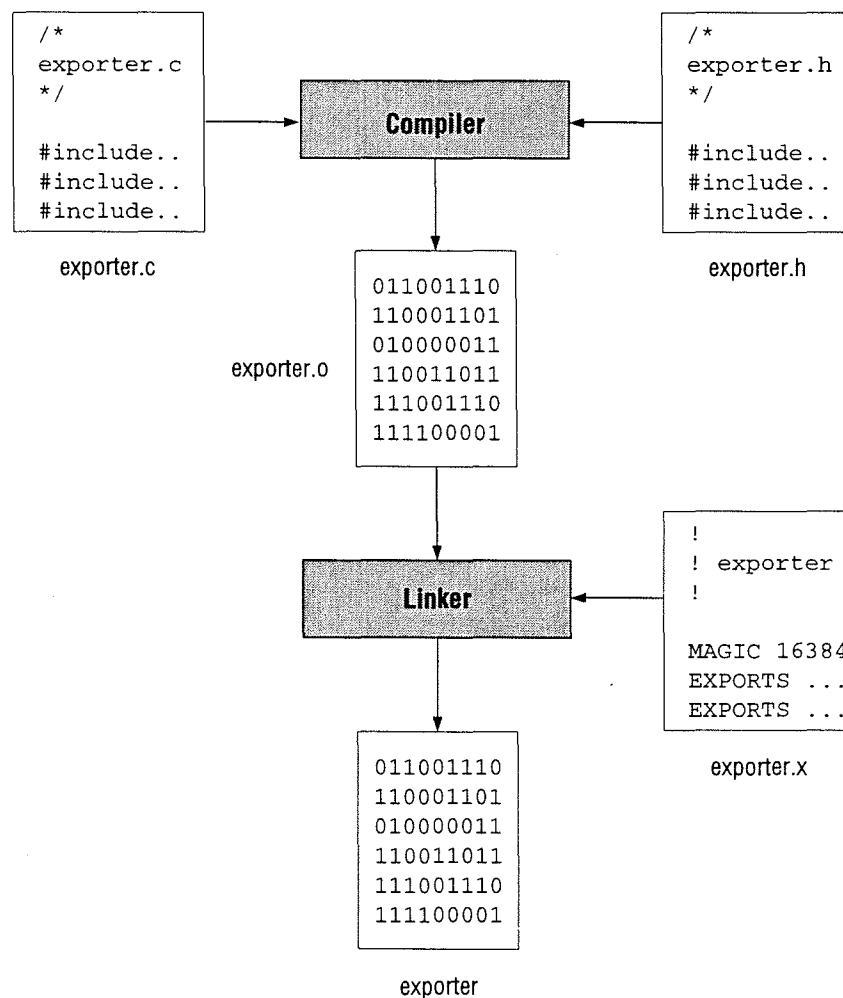 /*
exporter.c
*/
#include..
#include..
#include..
exporter.c
Compiler
/*
exporter.h
*/
#include..
#include..
#include..
exporter.h
011001110
110001101
010000011
110011011
111001110
111100001
exporter.o
Linker
!
! exporter
!
MAGIC 16384
EXPORTS ...
EXPORTS ...
exporter.x
011001110
110001101
010000011
110011011
111001110
111100001
exporter